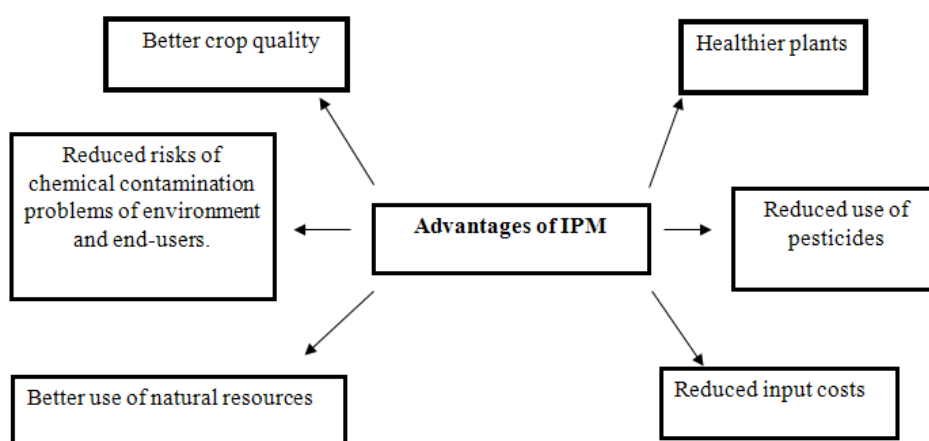 Better crop quality
Healthier plants
Reduced risks of
chemical contamination
problems of environment
and end-users.
Advantages of IPM
Reduced use of
pesticides
Better use of natural resources
Reduced input costs